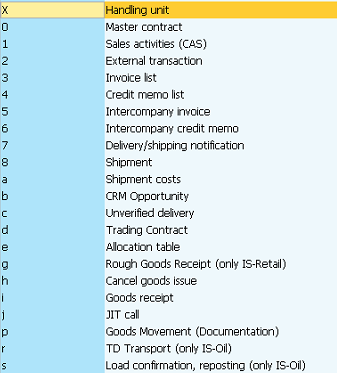 X Handling unit
0 Master contract
1 Sales activities (CAS)
2 External transaction
3 Invoice list
4 Credit memo list
5 Intercompany invoice
6 Intercompany credit memo
7 Delivery/shipping notification
8 Shipment
a Shipment costs
b CRM Opportunity
c Unverified delivery
d Trading Contract
e Allocation table
g Rough Goods Receipt (only IS-Retail)
h Cancel goods issue
i Goods receipt
j JIT call
p Goods Movement (Documentation)
r TD Transport (only IS-Oil)
s Load confirmation, reposting (only IS-Oil)